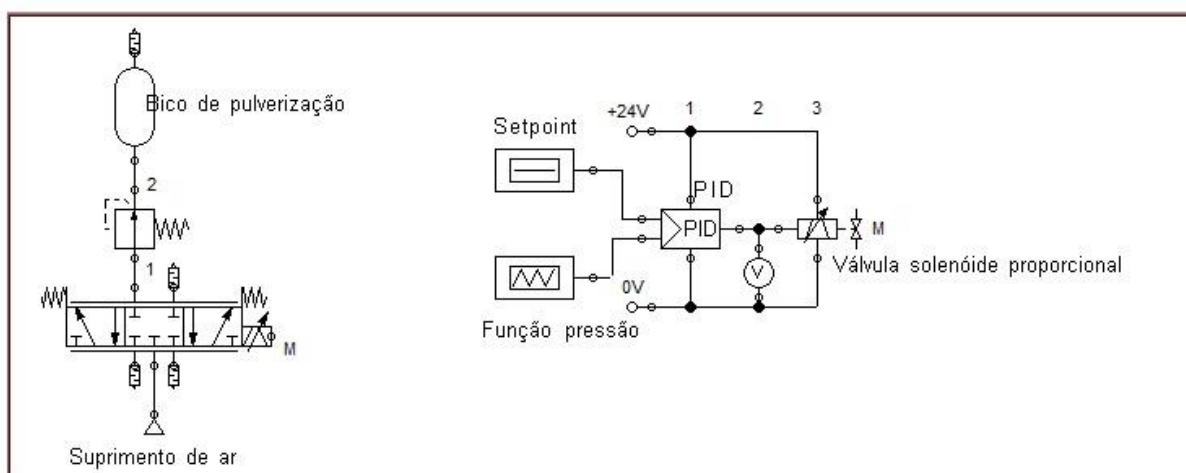 Bico de pulverização
2
1
M
Suprimento de ar
+24V 1 2 3
Setpoint
PID
PID
M
V
Válvula solenóide proporcional
0V
Função pressão